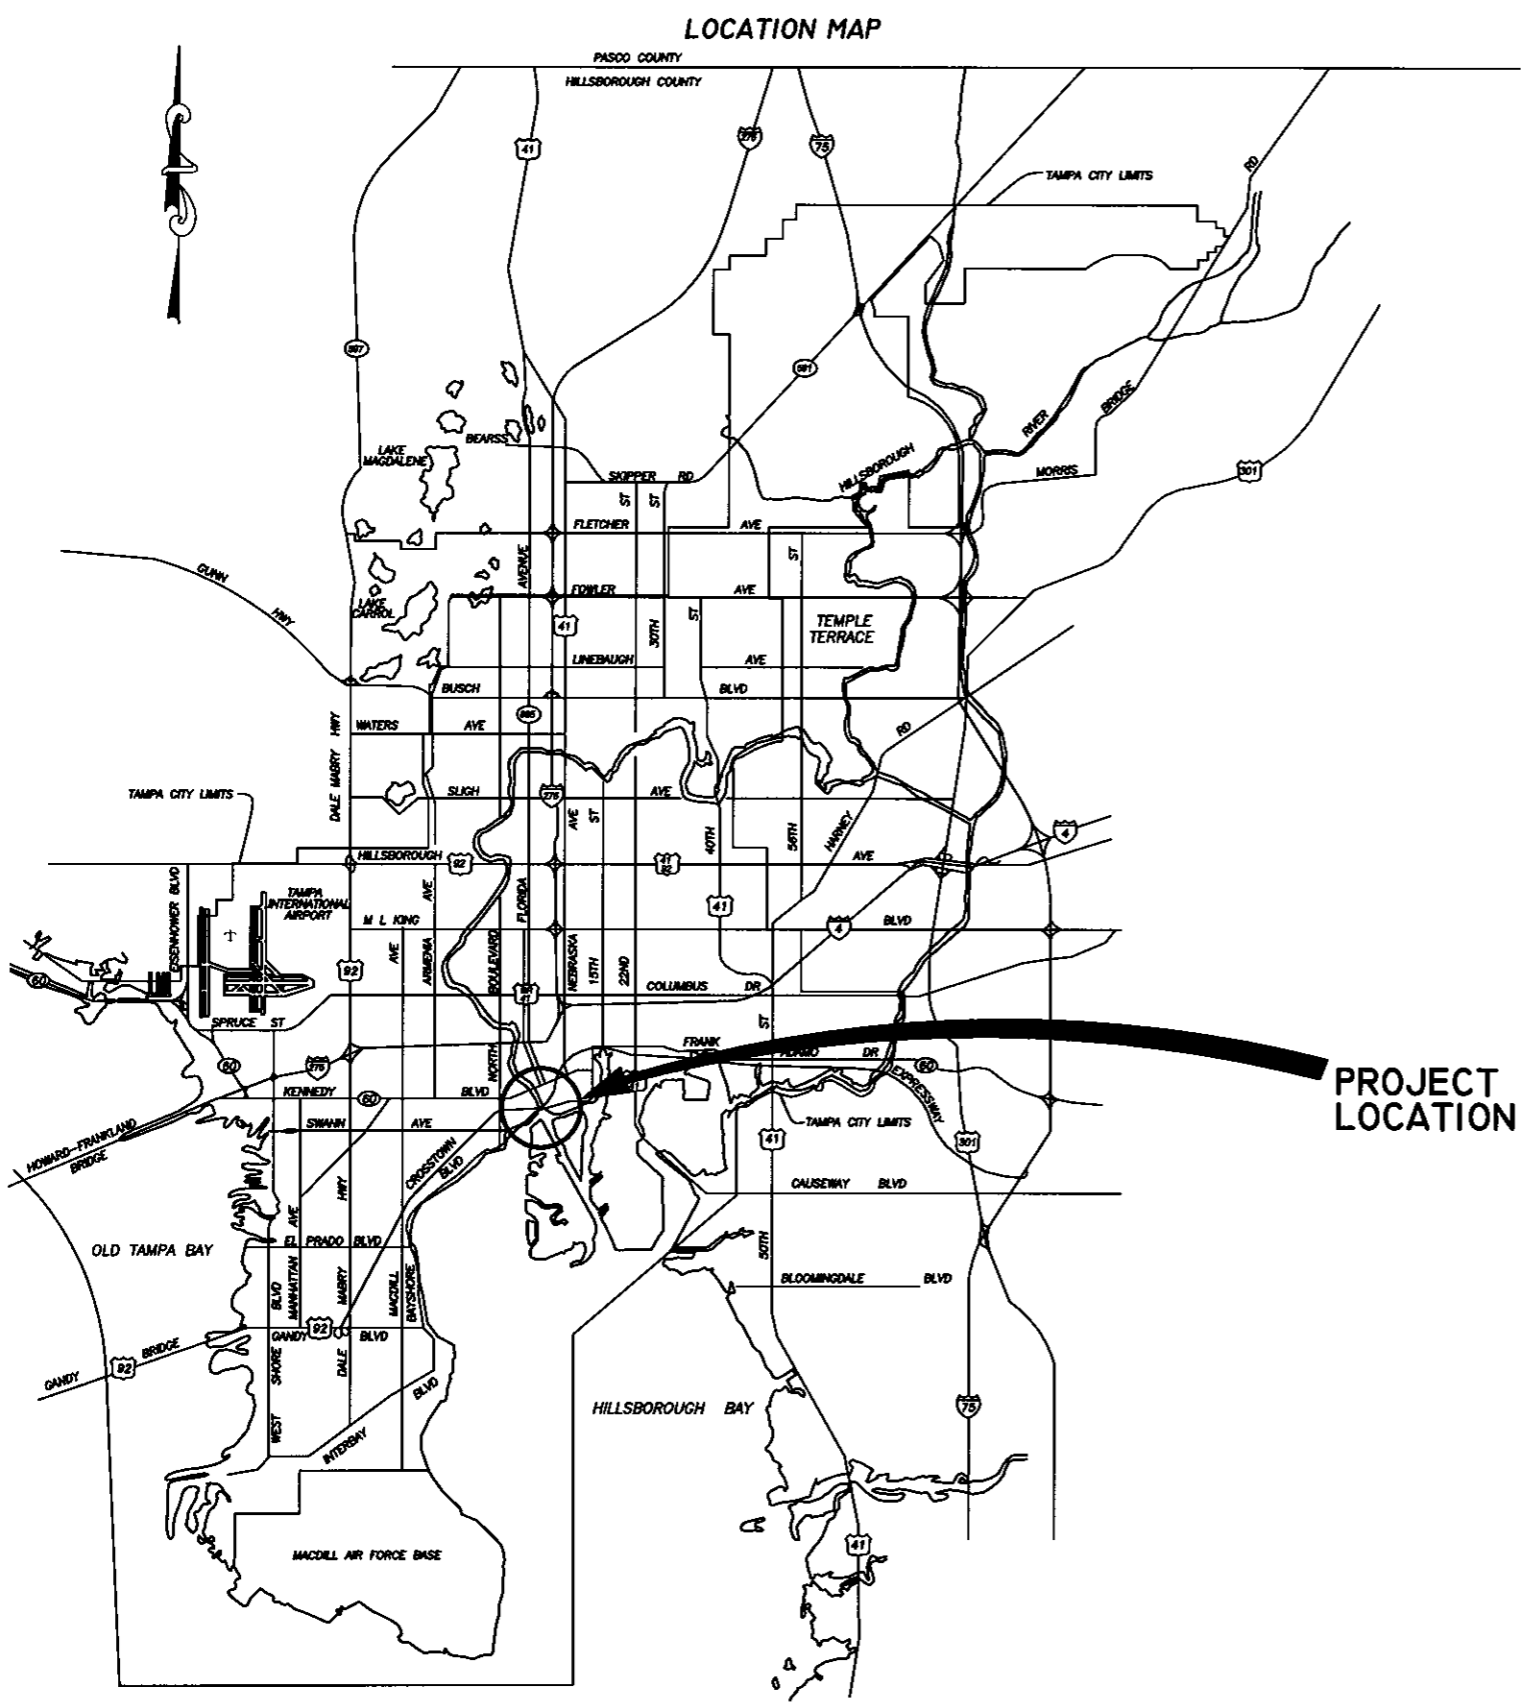 LOCATION MAP
PASCO COUNTY
HILLSBOROUGH COUNTY
41
275
75
RD
TAMPA CITY LIMITS
597
581
BRIDGE
RIVER
LAKE
MAGDALENE
BEARSS
HILLSBOROUGH
SKIPPER RD
MORRIS
301
ST
ST
FLETCHER AVE
GUNN
HWY
AVENUE
ST
LAKE
CARROL
FOWLER AVE
41
30TH
ST
TEMPLE
TERRACE
LINEBAUGH AVE
BUSCH BLVD
HWY
WATERS AVE
RD
DALE MABRY
TAMPA CITY LIMITS
SLIGH AVE
275
AVE
ST
40TH
56TH
HARNEY
4
HILLSBOROUGH 92
41
92
AVE
EISENHOWER BLVD
TAMPA
INTERNATIONAL
AIRPORT
AVE
FLORIDA
41
M L KING BLVD
4
60
92
AVE
ARMENIA
BOULEVARD
NEBRASKA
15TH
22ND
COLUMBUS DR
SPRUCE ST
ST
60
275
NORTH
FRANK
ADAMO DR
60
KENNEDY 60 BLVD
EXPRESSWAY
PROJECT
LOCATION
SWANN AVE
TAMPA CITY LIMITS
41
301
HOWARD-FRANKLAND
BRIDGE
CROSSTOWN
BLVD
HWY
CAUSEWAY BLVD
AVE
OLD TAMPA BAY
EL PRADO BLVD
50TH
BLVD
MANHATTAN
MABRY
MACDILL
BAYSHORE
BLOOMINGDALE BLVD
GANDY 92 BLVD
GANDY 92 BRIDGE
SHORE
DALE
BLVD
WEST
INTERBAY
HILLSBOROUGH BAY
75
41
MACDILL AIR FORCE BASE